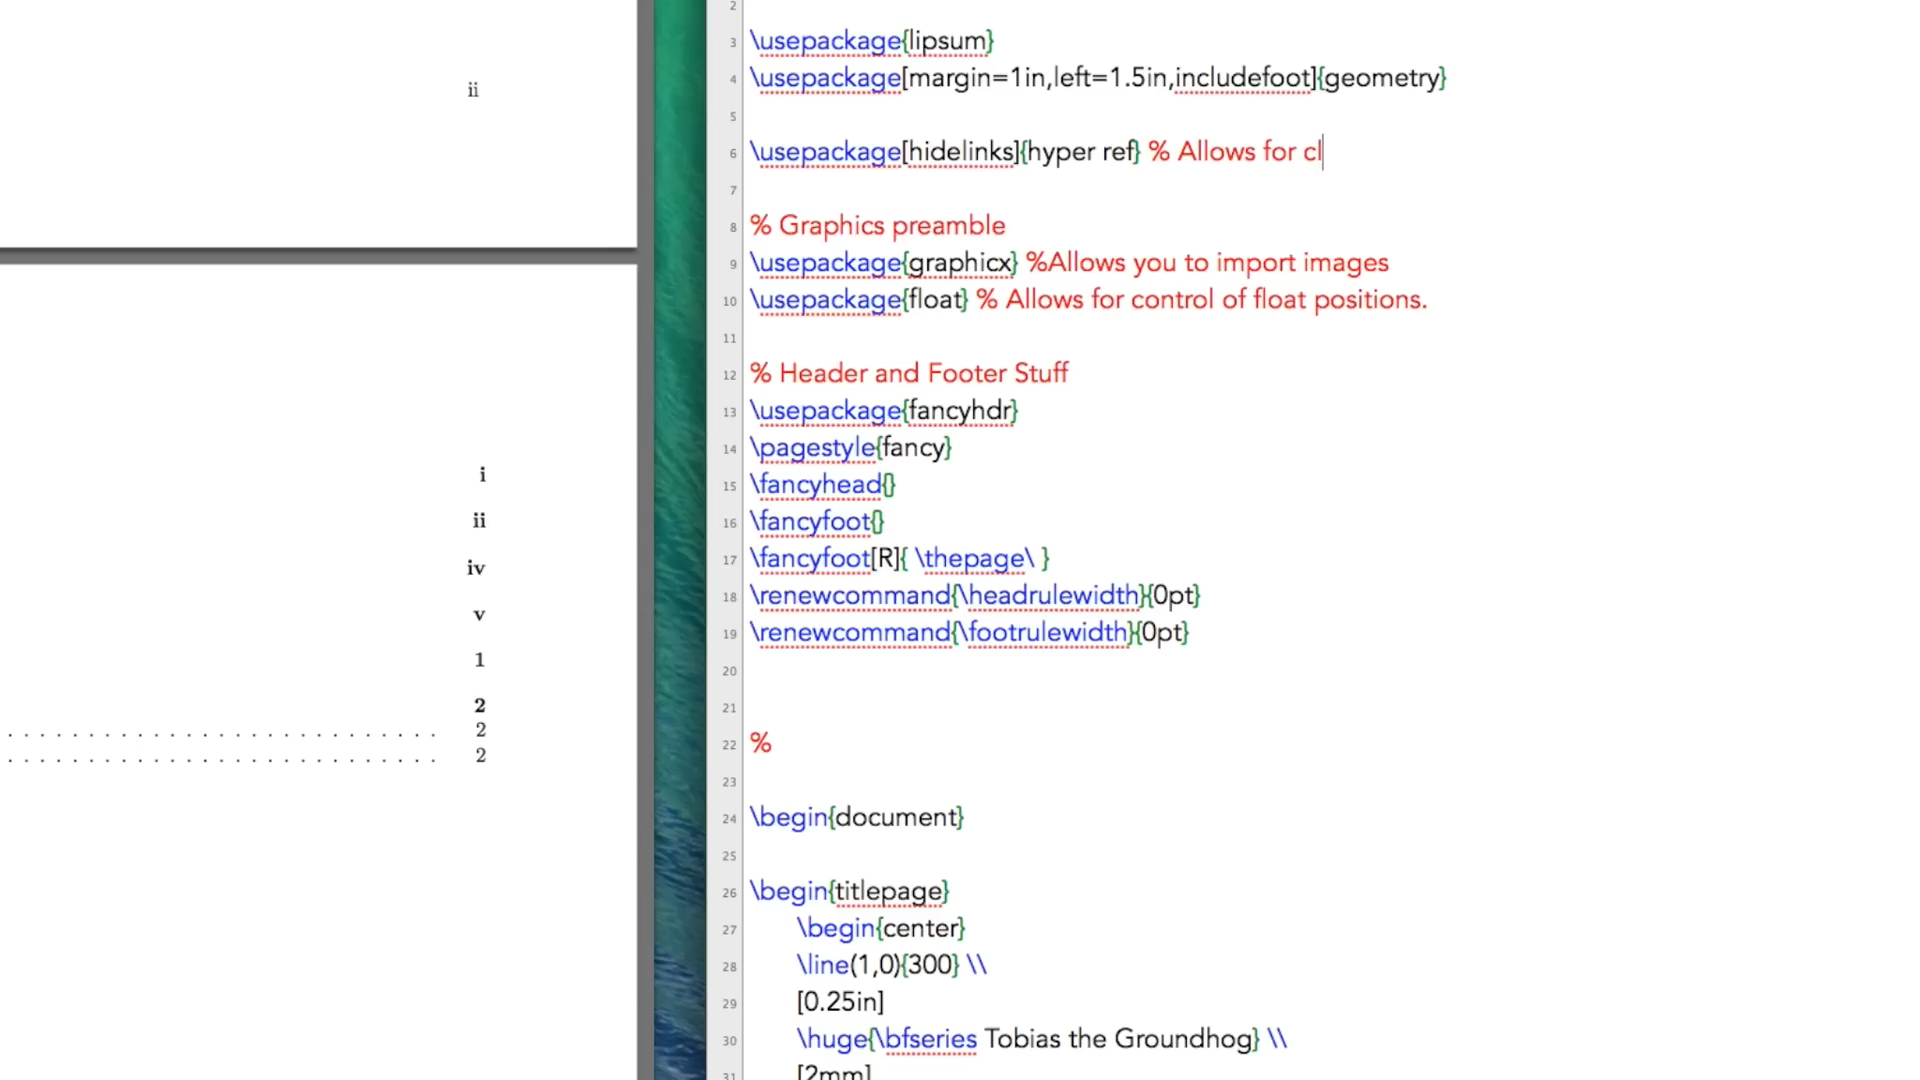 ii
i
ii
iv
v
1
2
. . . . . . . . . . . . . . . . . . . . . . . . . . . 2
. . . . . . . . . . . . . . . . . . . . . . . . . . . 2
2
3 \usepackage{lipsum}
4 \usepackage[margin=1in,left=1.5in,includefoot]{geometry}
5
6 \usepackage[hidelinks]{hyper ref} % Allows for cl
7
8 % Graphics preamble
9 \usepackage{graphicx} %Allows you to import images
10 \usepackage{float} % Allows for control of float positions.
11
12 % Header and Footer Stuff
13 \usepackage{fancyhdr}
14 \pagestyle{fancy}
15 \fancyhead{}
16 \fancyfoot{}
17 \fancyfoot[R]{ \thepage\ }
18 \renewcommand{\headrulewidth}{0pt}
19 \renewcommand{\footrulewidth}{0pt}
20
21
22 %
23
24 \begin{document}
25
26 \begin{titlepage}
27 \begin{center}
28 \line(1,0){300} \\
29 [0.25in]
30 \huge{\bfseries Tobias the Groundhog} \\
31 [2mm]